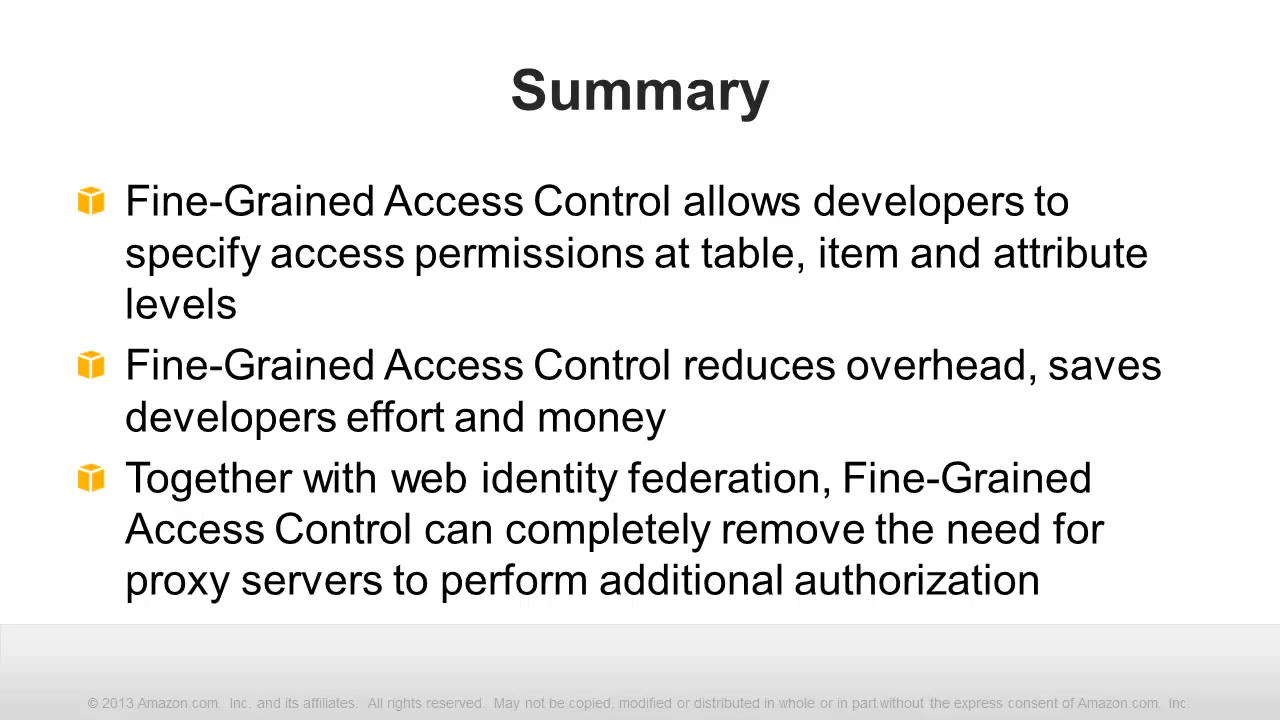 Summary
Fine-Grained Access Control allows developers to
specify access permissions at table, item and attribute
levels
Fine-Grained Access Control reduces overhead, saves
developers effort and money
Together with web identity federation, Fine-Grained
Access Control can completely remove the need for
proxy servers to perform additional authorization
© 2013 Amazon.com. Inc. and its affiliates. All rights reserved. May not be copied, modified or distributed in whole or in part without the express consent of Amazon.com. Inc.